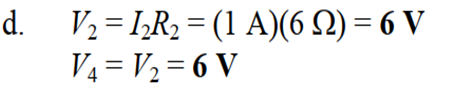 d. V₂ = I₂R₂ = (1 A)(6 Ω) = 6 V
V₄ = V₂ = 6 V